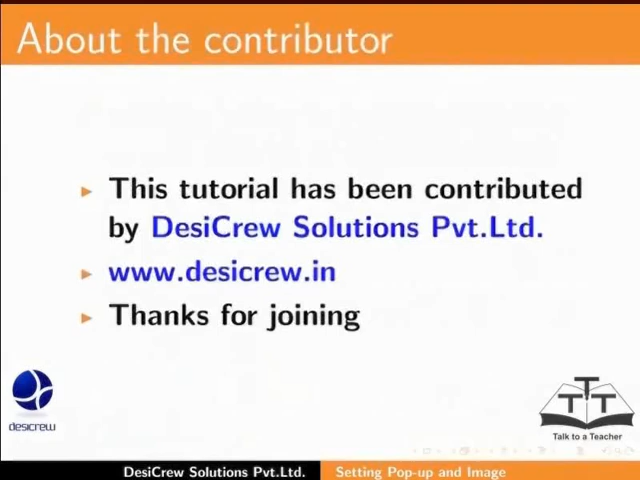 About the contributor
This tutorial has been contributed
by DesiCrew Solutions Pvt.Ltd.
www.desicrew.in
Thanks for joining
desicrew
TTT
Talk to a Teacher
DesiCrew Solutions Pvt.Ltd. Setting Pop-up and Image